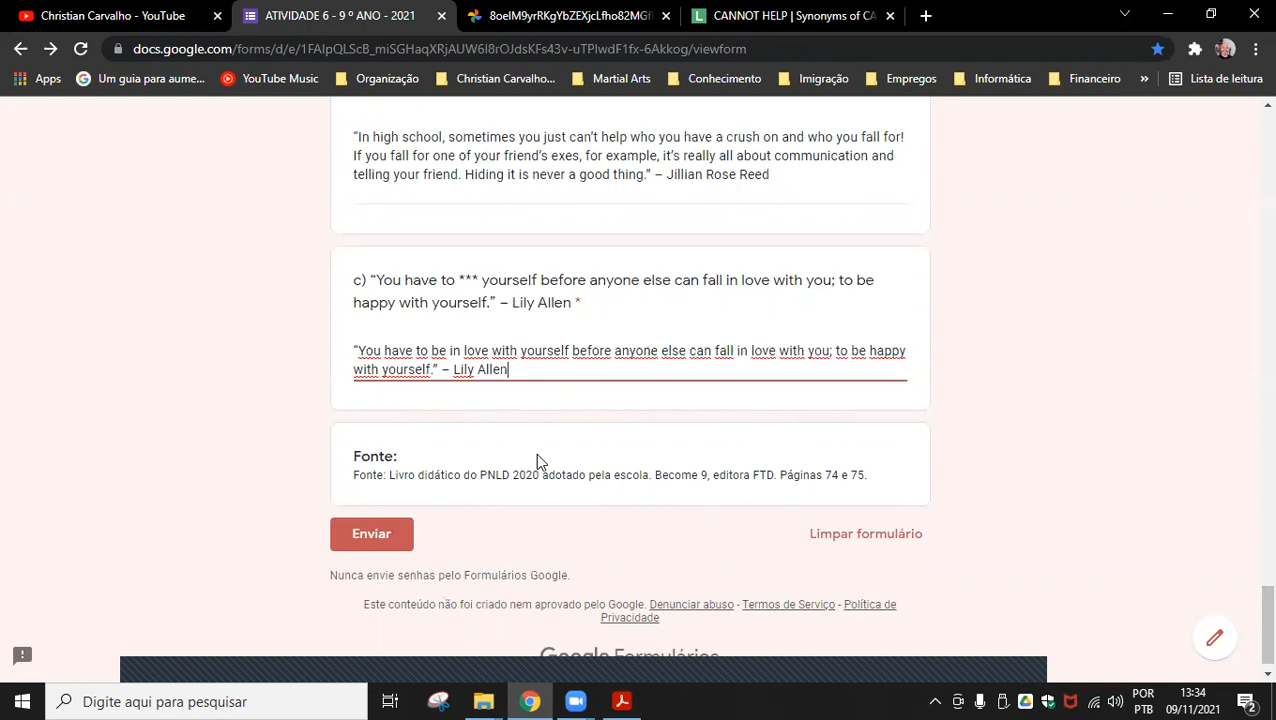 Christian Carvalho - YouTube
ATIVIDADE 6 - 9 º ANO - 2021
8oeIM9yrRKgYbZEXjcLfho82MGf
CANNOT HELP | Synonyms of CA
docs.google.com/forms/d/e/1FAIpQLScB_miSGHaqXRjAUW6l8rOJdsKFs43v-uTPlwdF1fx-6Akkog/viewform
Apps
Um guia para aume...
YouTube Music
Organização
Christian Carvalho...
Martial Arts
Conhecimento
Imigração
Empregos
Informática
Financeiro
»
Lista de leitura
“In high school, sometimes you just can’t help who you have a crush on and who you fall for!
If you fall for one of your friend’s exes, for example, it’s really all about communication and
telling your friend. Hiding it is never a good thing.” – Jillian Rose Reed
c) “You have to *** yourself before anyone else can fall in love with you; to be
happy with yourself.” – Lily Allen *
“You have to be in love with yourself before anyone else can fall in love with you; to be happy
with yourself.” – Lily Allen
Fonte:
Fonte: Livro didático do PNLD 2020 adotado pela escola. Become 9, editora FTD. Páginas 74 e 75.
Enviar
Limpar formulário
Nunca envie senhas pelo Formulários Google.
Este conteúdo não foi criado nem aprovado pelo Google. Denunciar abuso - Termos de Serviço - Política de
Privacidade
Google Formulários
Digite aqui para pesquisar
POR
PTB
13:34
09/11/2021
2